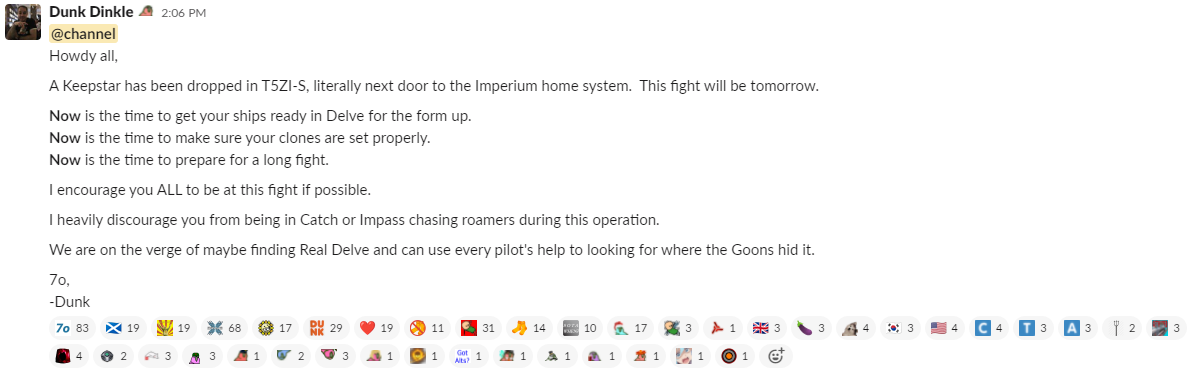 Dunk Dinkle 2:06 PM
@channel
Howdy all,
A Keepstar has been dropped in T5ZI-S, literally next door to the Imperium home system. This fight will be tomorrow.
Now is the time to get your ships ready in Delve for the form up.
Now is the time to make sure your clones are set properly.
Now is the time to prepare for a long fight.
I encourage you ALL to be at this fight if possible.
I heavily discourage you from being in Catch or Impass chasing roamers during this operation.
We are on the verge of maybe finding Real Delve and can use every pilot's help to looking for where the Goons hid it.
7o,
-Dunk
7o 83 19 19 68 17 DUNK 29 19 11 31 14 10 17 3 1 3 3 4 3 4 C 4 T 3 A 3 2 3
4 2 3 3 1 2 3 1 1 Got Alts? 1 1 1 1 1 1 1